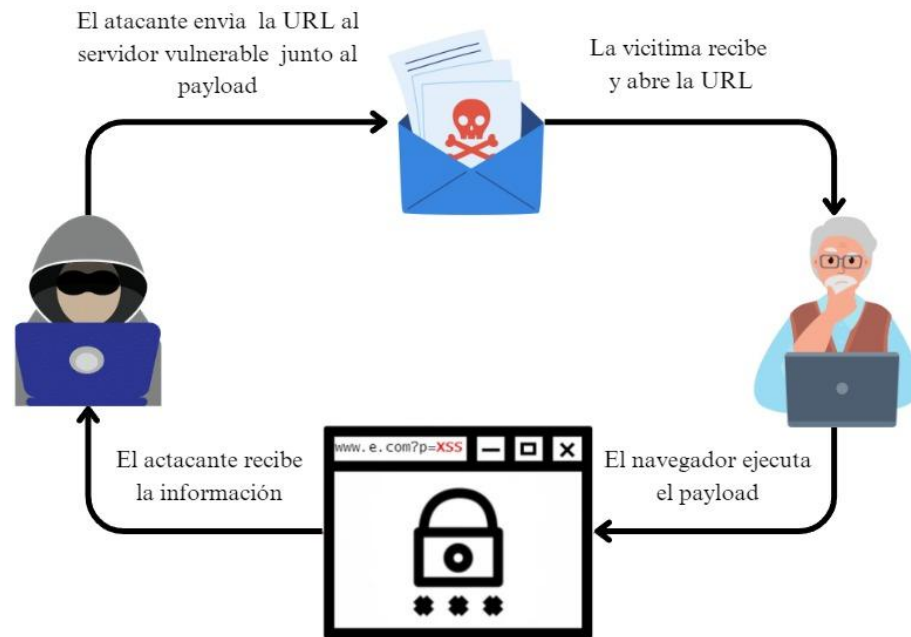 El atacante envia la URL al
servidor vulnerable junto al
payload
La vicitima recibe
y abre la URL
www.e.com?p=XSS
El navegador ejecuta
el payload
El actacante recibe
la información